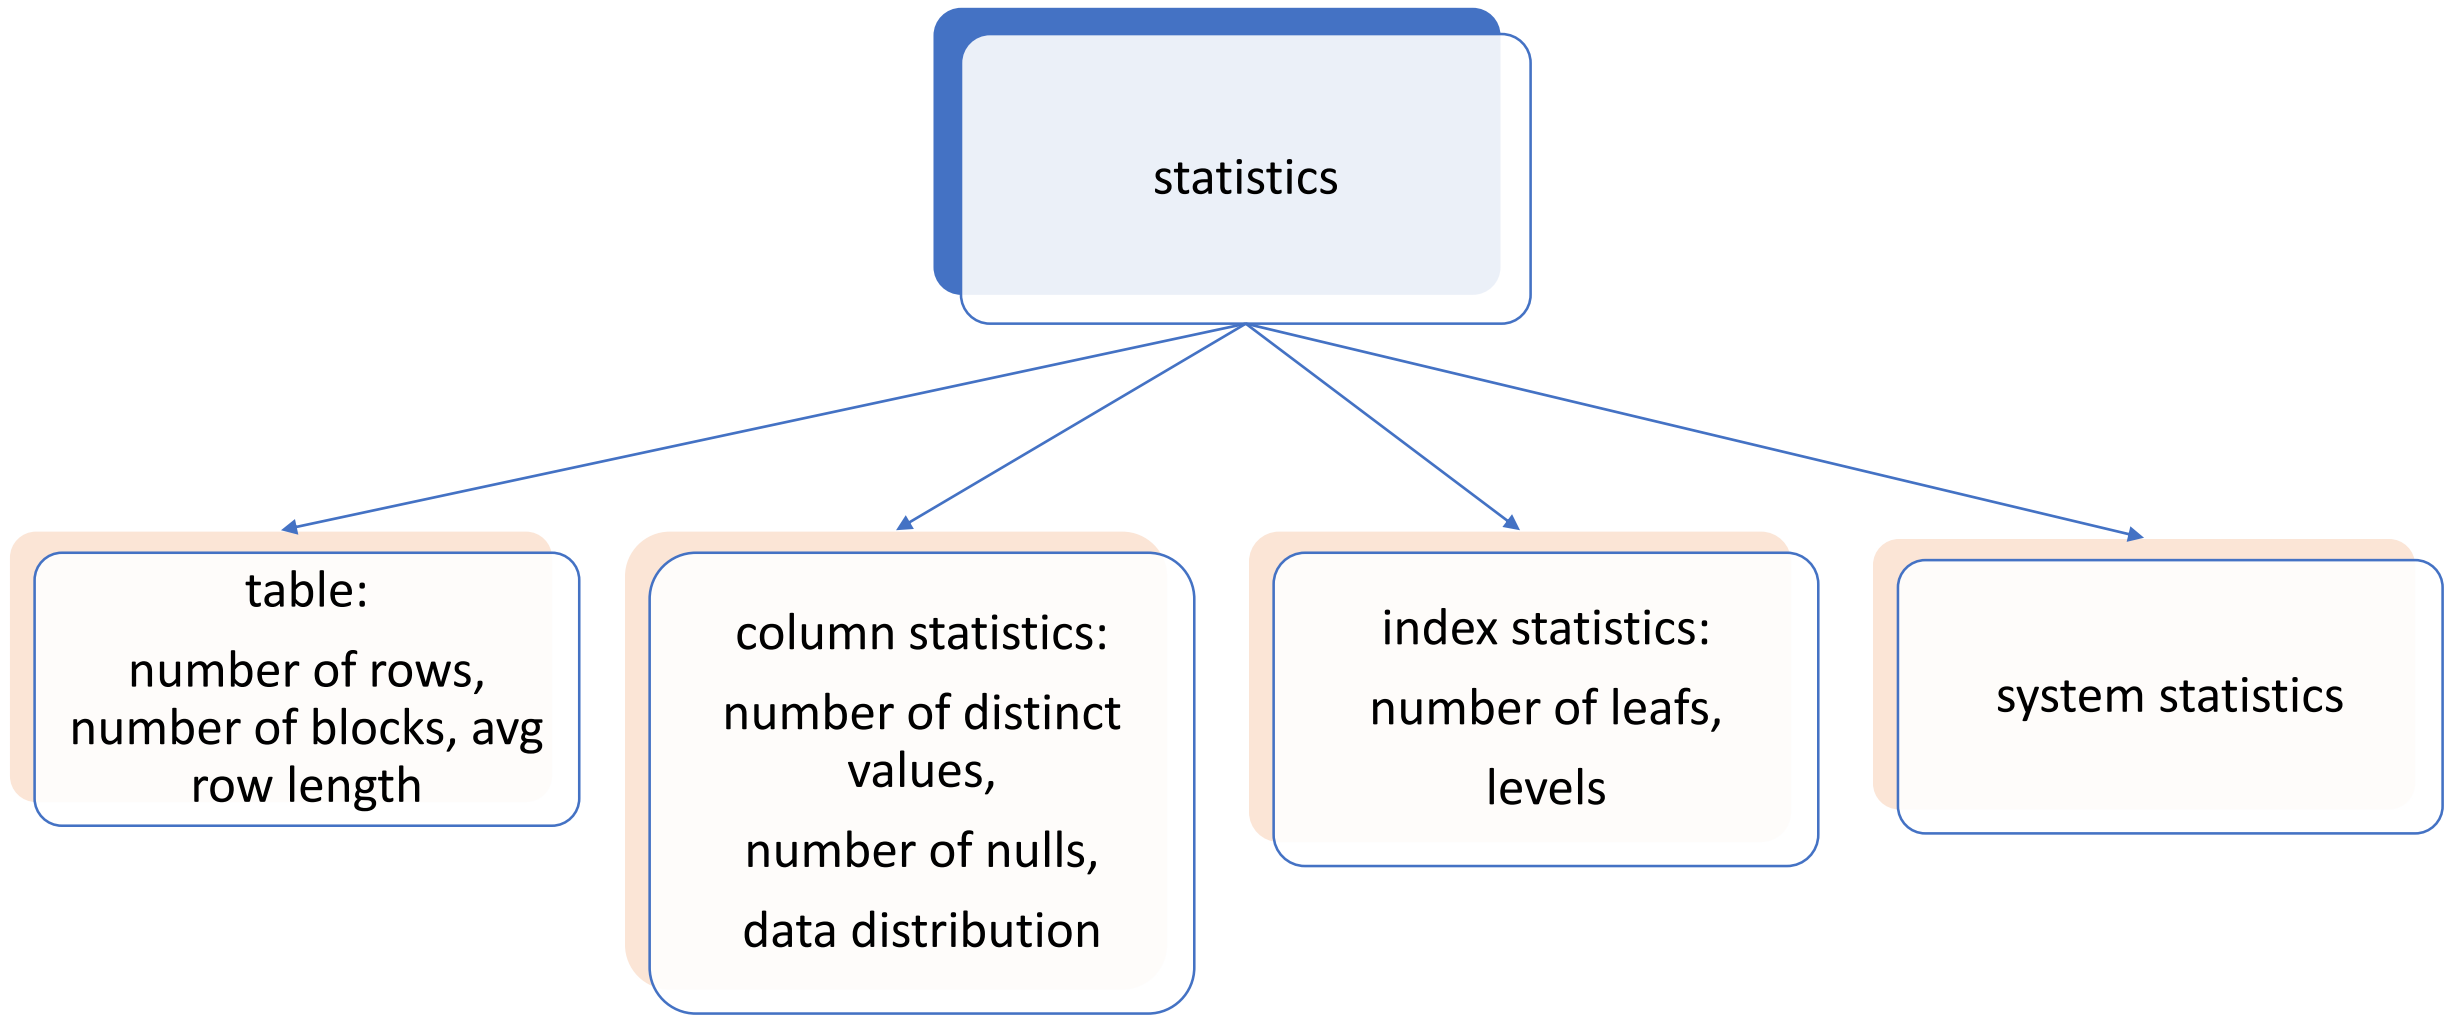 statistics
table:
number of rows,
number of blocks, avg
row length
column statistics:
number of distinct
values,
number of nulls,
data distribution
index statistics:
number of leafs,
levels
system statistics